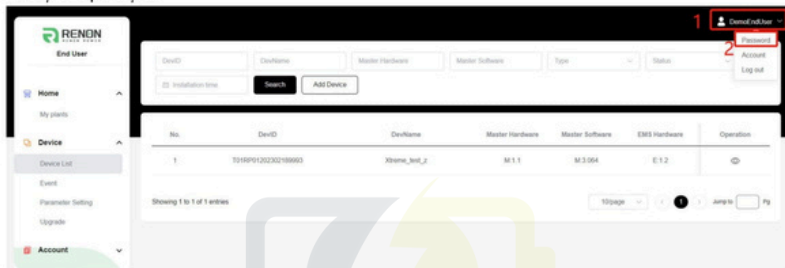 1 DemoEndUser
RENON
2 Password
Account
Log out
End User
DevID DevName Master Hardware Master Software Type Status
Installation time Search Add Device
Home
My plants
Device
Device List
Event
Parameter Setting
Upgrade
Account
No. DevID DevName Master Hardware Master Software EMS Hardware Operation
1 Xtreme_test_z M:1.1 M:3.064 E:1.2
Showing 1 to 1 of 1 entries
10/page 1 Jump to Pg